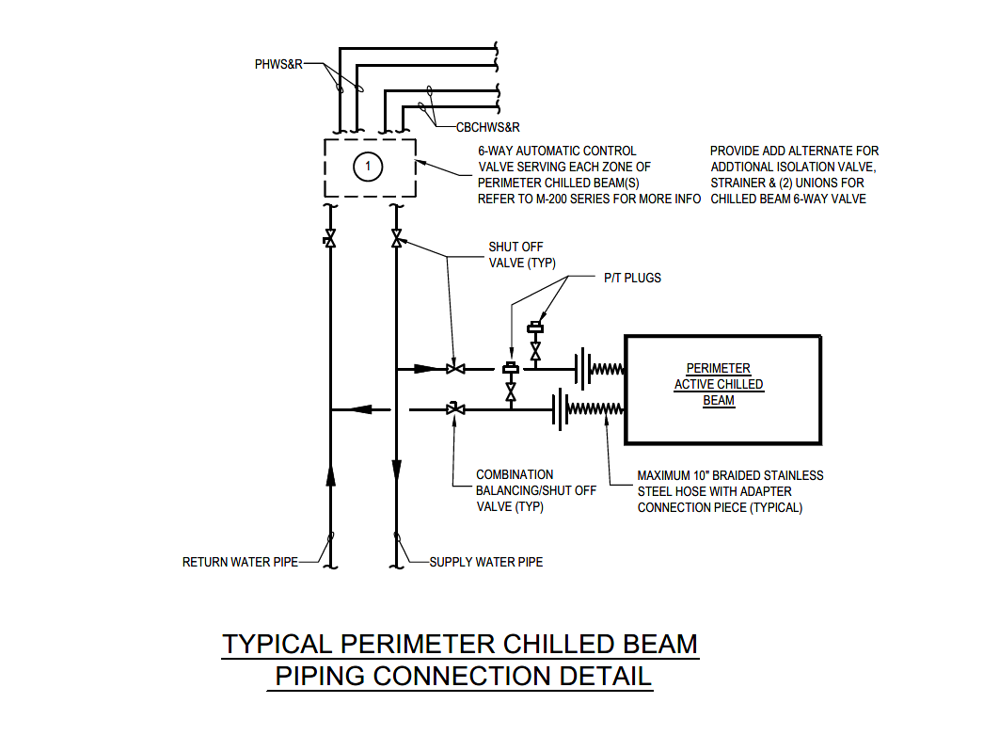 PHWS&R
CBCHWS&R
1
6-WAY AUTOMATIC CONTROL
VALVE SERVING EACH ZONE OF
PERIMETER CHILLED BEAM(S)
REFER TO M-200 SERIES FOR MORE INFO
PROVIDE ADD ALTERNATE FOR
ADDTIONAL ISOLATION VALVE,
STRAINER & (2) UNIONS FOR
CHILLED BEAM 6-WAY VALVE
SHUT OFF
VALVE (TYP)
P/T PLUGS
PERIMETER
ACTIVE CHILLED
BEAM
COMBINATION
BALANCING/SHUT OFF
VALVE (TYP)
MAXIMUM 10" BRAIDED STAINLESS
STEEL HOSE WITH ADAPTER
CONNECTION PIECE (TYPICAL)
RETURN WATER PIPE
SUPPLY WATER PIPE
TYPICAL PERIMETER CHILLED BEAM
PIPING CONNECTION DETAIL